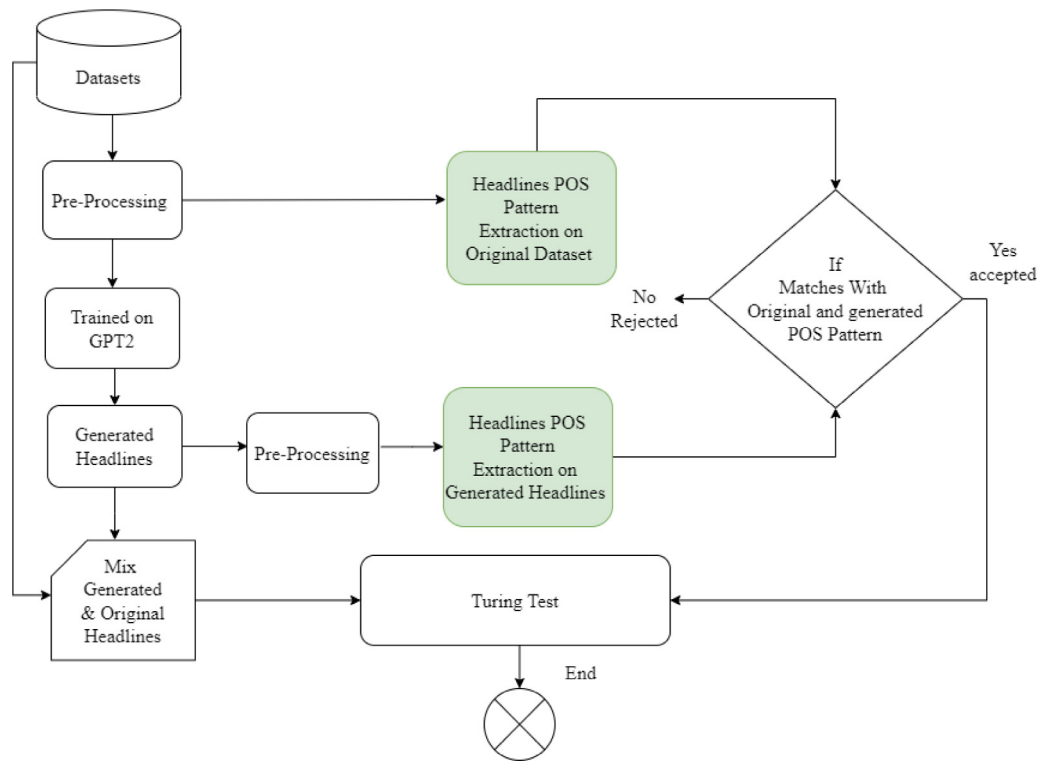 Datasets
Pre-Processing
Headlines POS
Pattern
Extraction on
Original Dataset
If
Matches With
Original and generated
POS Pattern
Yes
accepted
No
Rejected
Trained on
GPT2
Generated
Headlines
Pre-Processing
Headlines POS
Pattern
Extraction on
Generated Headlines
Mix
Generated
& Original
Headlines
Turing Test
End